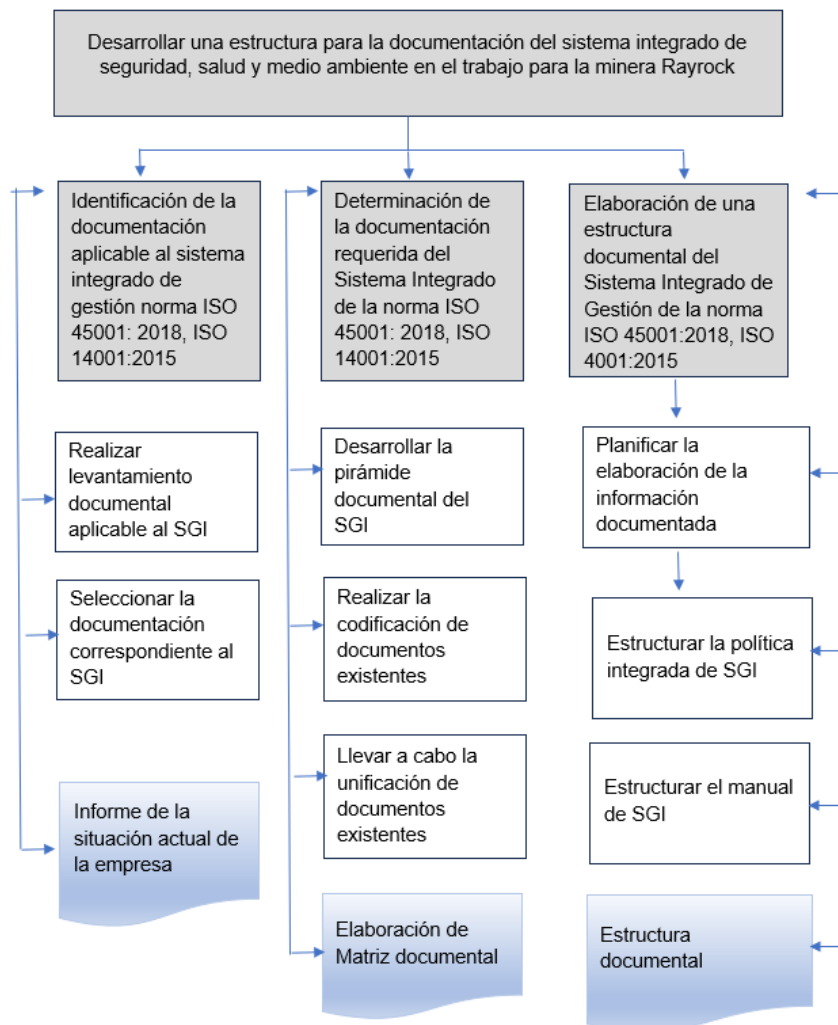 Desarrollar una estructura para la documentación del sistema integrado de
seguridad, salud y medio ambiente en el trabajo para la minera Rayrock
Identificación de la
documentación
aplicable al sistema
integrado de
gestión norma ISO
45001: 2018, ISO
14001:2015
Realizar
levantamiento
documental
aplicable al SGI
Seleccionar la
documentación
correspondiente al
SGI
Informe de la
situación actual de
la empresa
Determinación de
la documentación
requerida del
Sistema Integrado
de la norma ISO
45001: 2018, ISO
14001:2015
Desarrollar la
pirámide
documental del
SGI
Realizar la
codificación de
documentos
existentes
Llevar a cabo la
unificación de
documentos
existentes
Elaboración de
Matriz documental
Elaboración de una
estructura
documental del
Sistema Integrado de
Gestión de la norma
ISO 45001:2018, ISO
4001:2015
Planificar la
elaboración de la
información
documentada
Estructurar la política
integrada de SGI
Estructurar el manual
de SGI
Estructura
documental